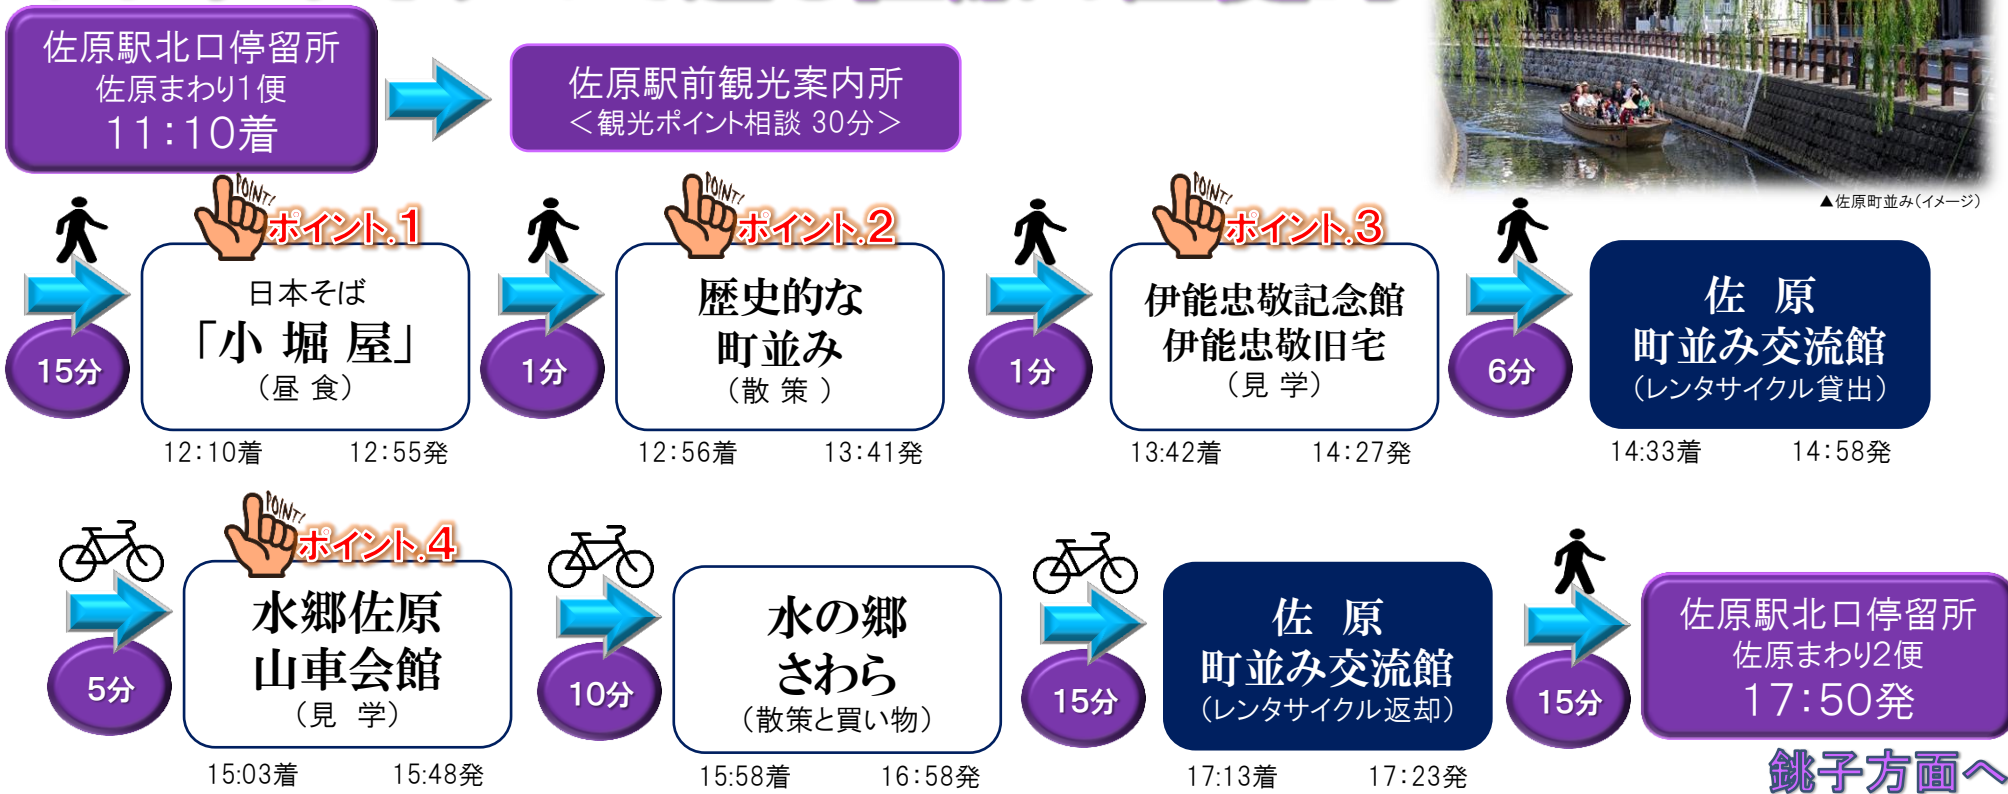 佐原駅北口停留所
佐原まわり1便
11:10着
佐原駅前観光案内所
＜観光ポイント相談 30分＞
▲佐原町並み(イメージ)
15分
POINT!
ポイント.1
日本そば
「小 堀 屋」
（昼 食）
12:10着 12:55発
1分
POINT!
ポイント.2
歴史的な
町並み
（散 策 ）
12:56着 13:41発
1分
POINT!
ポイント.3
伊能忠敬記念館
伊能忠敬旧宅
（見 学）
13:42着 14:27発
6分
佐 原
町並み交流館
（レンタサイクル貸出）
14:33着 14:58発
5分
POINT!
ポイント.4
水郷佐原
山車会館
（見 学）
15:03着 15:48発
10分
水の郷
さわら
（散策と買い物）
15:58着 16:58発
15分
佐 原
町並み交流館
（レンタサイクル返却）
17:13着 17:23発
15分
佐原駅北口停留所
佐原まわり2便
17:50発
銚子方面へ